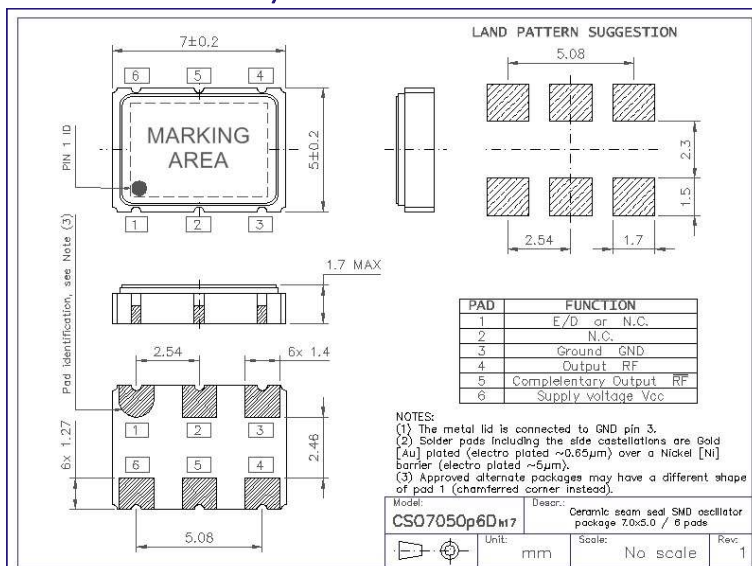 LAND PATTERN SUGGESTION
7±0.2
6
5
4
PIN 1 ID
MARKING
AREA
5±0.2
1
2
3
5.08
2.3
1.5
2.54
1.7
Pad identification, see Note (3)
1.7 MAX
2.54
6x 1.4
1
2
3
6
5
4
6x 1.27
2.46
5.08
PAD FUNCTION
1 E/D or N.C.
2 N.C.
3 Ground GND
4 Output RF
5 Complelentary Output R̅F̅
6 Supply voltage Vcc
NOTES:
(1) The metal lid is connected to GND pin 3.
(2) Solder pads including the side castellations are Gold
[Au] plated (electro plated ~0.65µm) over a Nickel [Ni]
barrier (electro plated ~5µm).
(3) Approved alternate packages may have a different shape
of pad 1 (chamferred corner instead).
Model:
CSO7050p6Dh17
Descr.:
Ceramic seam seal SMD oscillator
package 7.0x5.0 / 6 pads
Unit:
mm
Scale:
No scale
Rev:
1